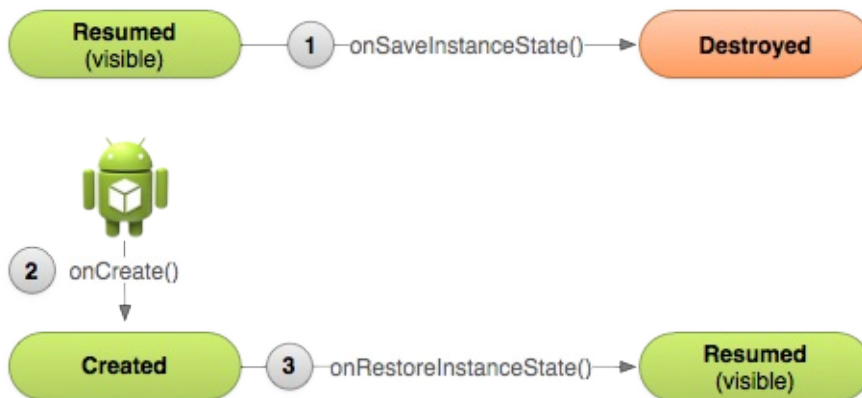 Resumed
(visible)
1
onSaveInstanceState()
Destroyed
2
onCreate()
Created
3
onRestoreInstanceState()
Resumed
(visible)